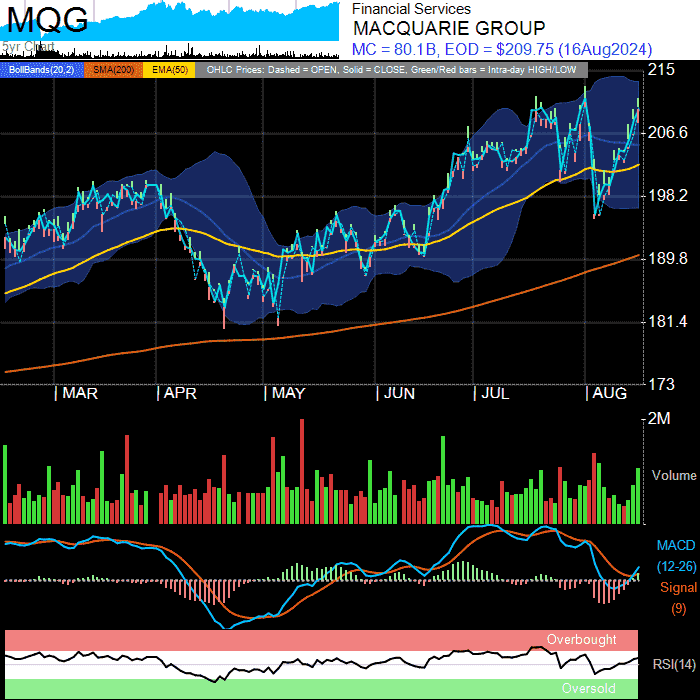 MQG
5yr Chart
Financial Services
MACQUARIE GROUP
MC = 80.1B, EOD = $209.75 (16Aug2024)
BollBands(20,2) SMA(200) EMA(50) OHLC Prices: Dashed = OPEN, Solid = CLOSE, Green/Red bars = Intra-day HIGH/LOW
215
206.6
198.2
189.8
181.4
173
| MAR | APR | MAY | JUN | JUL | AUG
2M
Volume
MACD
(12-26)
Signal
(9)
Overbought
RSI(14)
Oversold